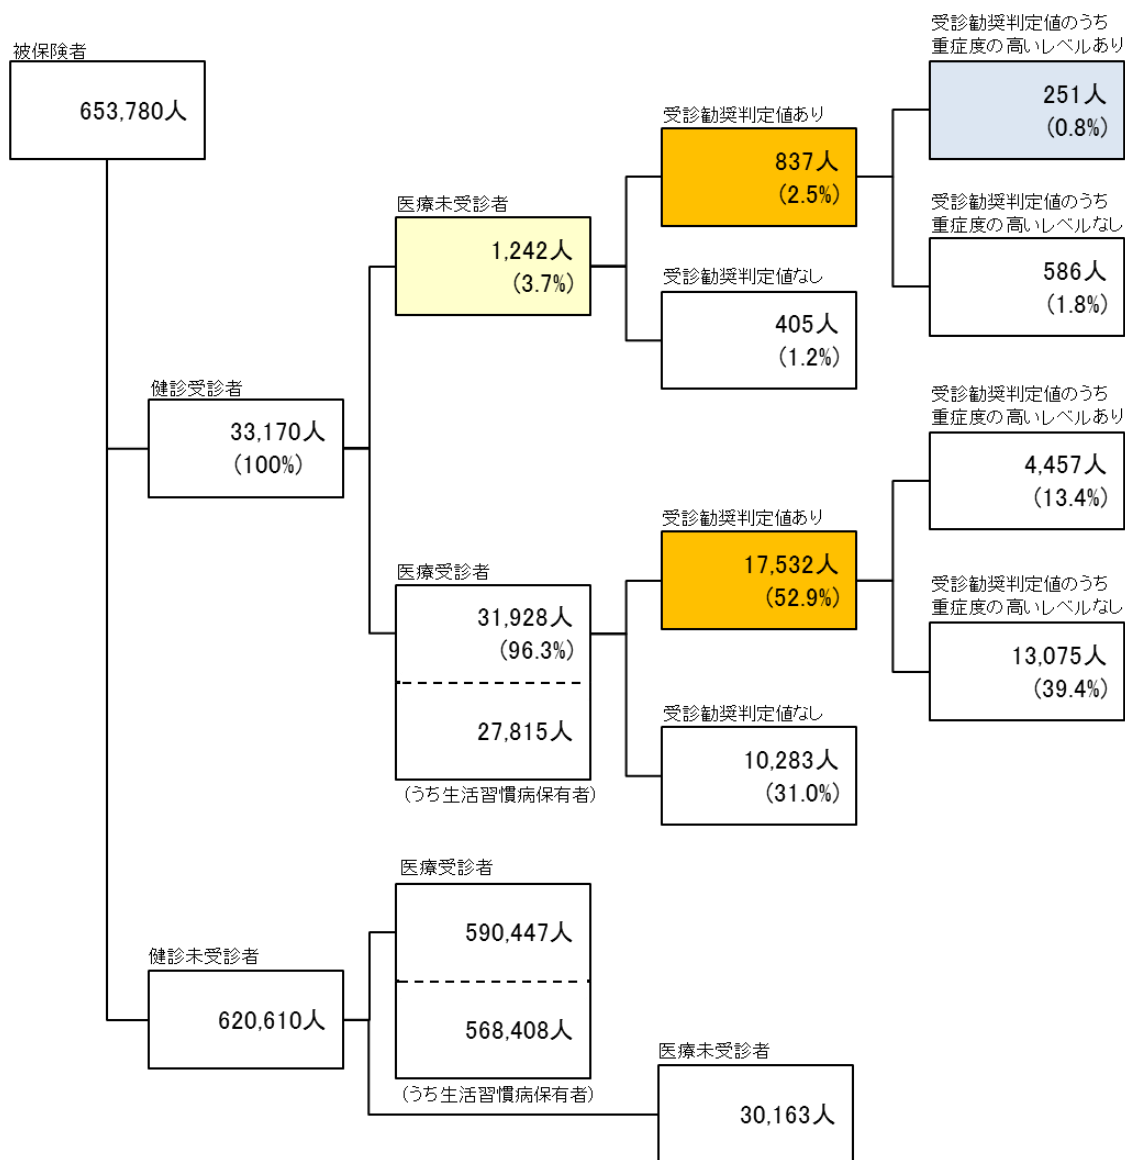 被保険者
653,780人
健診受診者
33,170人
(100%)
医療未受診者
1,242人
(3.7%)
受診勧奨判定値あり
837人
(2.5%)
受診勧奨判定値のうち
重症度の高いレベルあり
251人
(0.8%)
受診勧奨判定値のうち
重症度の高いレベルなし
586人
(1.8%)
受診勧奨判定値なし
405人
(1.2%)
医療受診者
31,928人
(96.3%)
27,815人
(うち生活習慣病保有者)
受診勧奨判定値あり
17,532人
(52.9%)
受診勧奨判定値のうち
重症度の高いレベルあり
4,457人
(13.4%)
受診勧奨判定値のうち
重症度の高いレベルなし
13,075人
(39.4%)
受診勧奨判定値なし
10,283人
(31.0%)
健診未受診者
620,610人
医療受診者
590,447人
568,408人
(うち生活習慣病保有者)
医療未受診者
30,163人